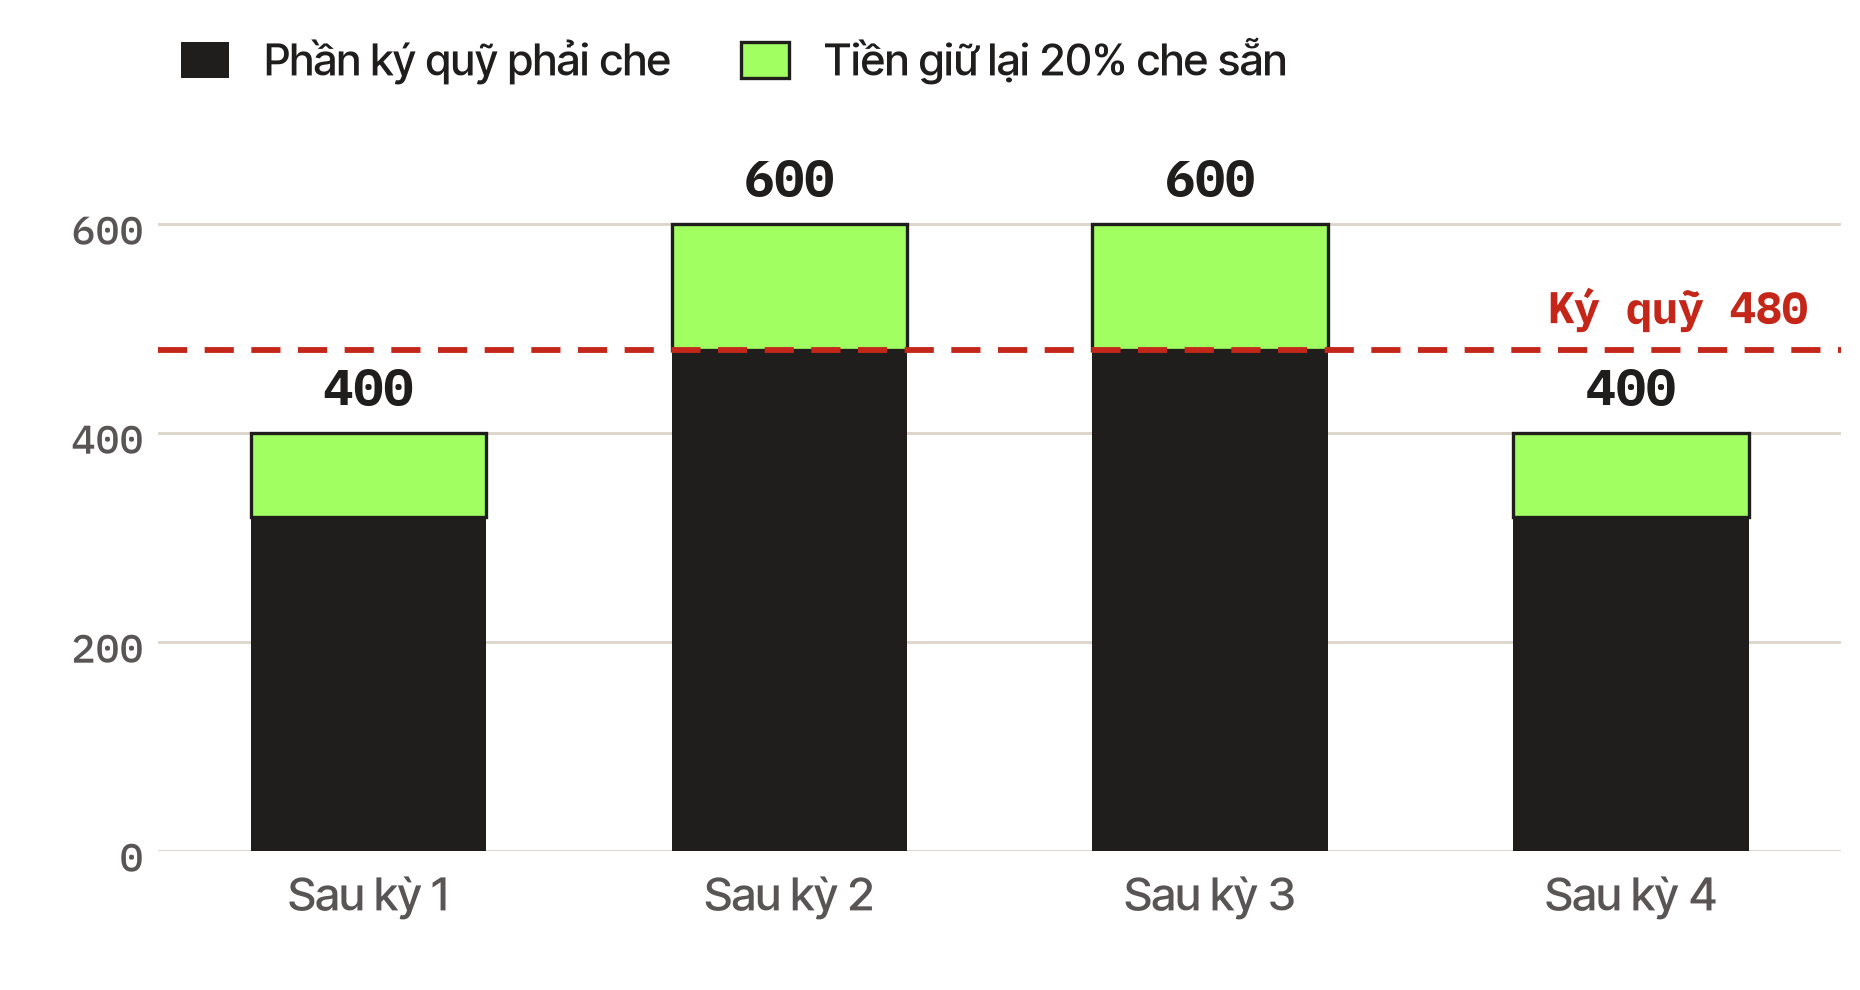 Phần ký quỹ phải che
Tiền giữ lại 20% che sẵn
600
600
600
Ký quỹ 480
400
400
400
200
0
Sau kỳ 1
Sau kỳ 2
Sau kỳ 3
Sau kỳ 4